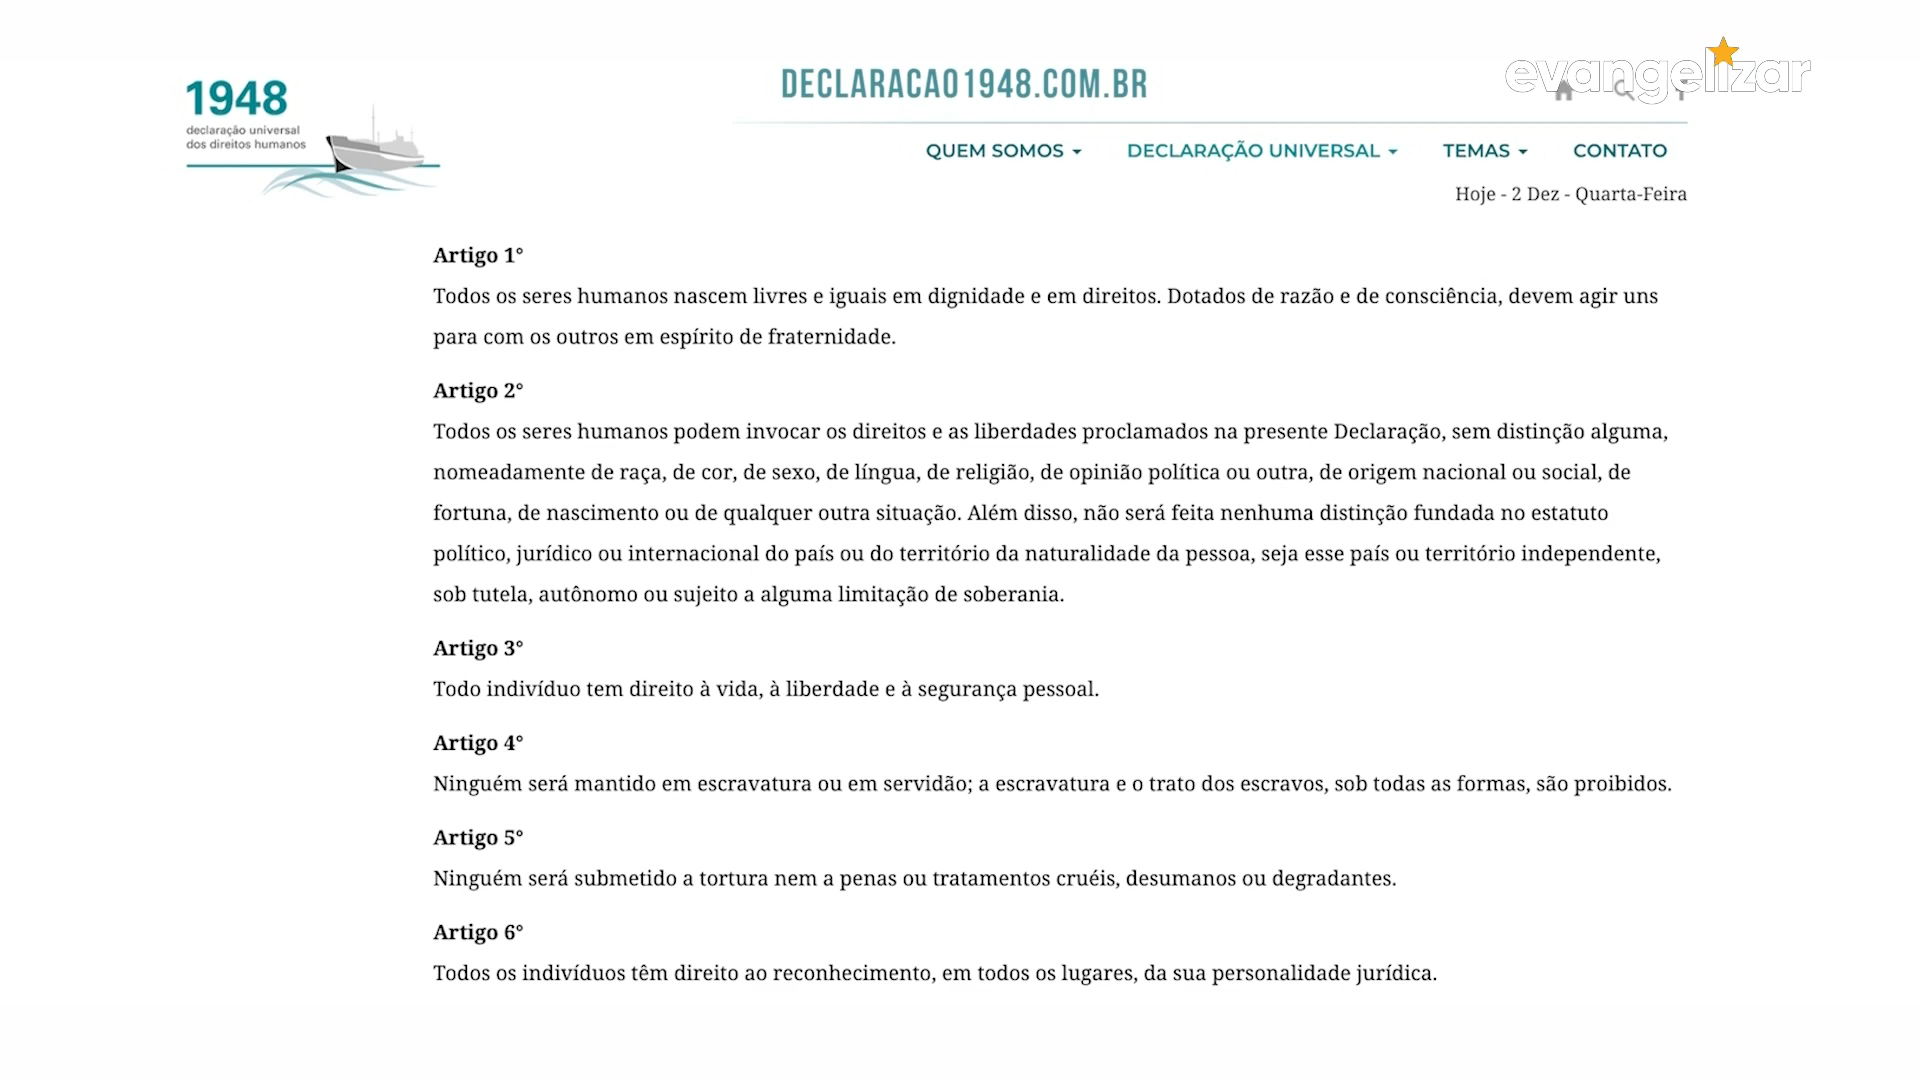 evangelizar
1948
declaração universal
dos direitos humanos
DECLARACAO1948.COM.BR
QUEM SOMOS
DECLARAÇÃO UNIVERSAL
TEMAS
CONTATO
Hoje - 2 Dez - Quarta-Feira
Artigo 1°
Todos os seres humanos nascem livres e iguais em dignidade e em direitos. Dotados de razão e de consciência, devem agir uns
para com os outros em espírito de fraternidade.
Artigo 2°
Todos os seres humanos podem invocar os direitos e as liberdades proclamados na presente Declaração, sem distinção alguma,
nomeadamente de raça, de cor, de sexo, de língua, de religião, de opinião política ou outra, de origem nacional ou social, de
fortuna, de nascimento ou de qualquer outra situação. Além disso, não será feita nenhuma distinção fundada no estatuto
político, jurídico ou internacional do país ou do território da naturalidade da pessoa, seja esse país ou território independente,
sob tutela, autônomo ou sujeito a alguma limitação de soberania.
Artigo 3°
Todo indivíduo tem direito à vida, à liberdade e à segurança pessoal.
Artigo 4°
Ninguém será mantido em escravatura ou em servidão; a escravatura e o trato dos escravos, sob todas as formas, são proibidos.
Artigo 5°
Ninguém será submetido a tortura nem a penas ou tratamentos cruéis, desumanos ou degradantes.
Artigo 6°
Todos os indivíduos têm direito ao reconhecimento, em todos os lugares, da sua personalidade jurídica.